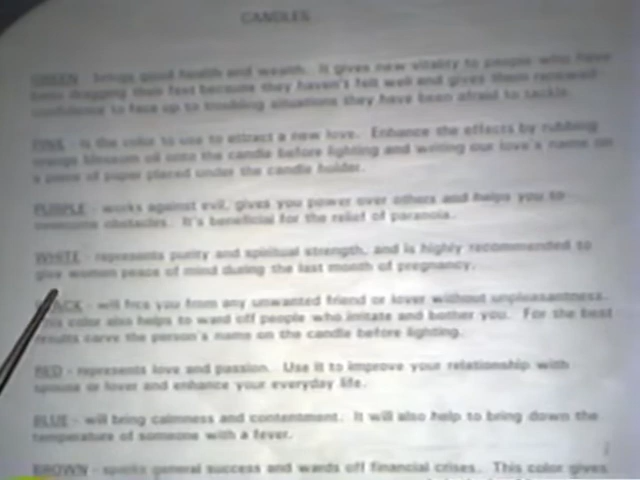 CANDLES
GREEN - brings good health and wealth. It gives new vitality to people who have
been dragging their feet because they haven't felt well and gives them renewed
confidence to face up to troubling situations they have been afraid to tackle.
PINK - is the color to use to attract a new love. Enhance the effects by rubbing
orange blossom oil onto the candle before lighting and writing our love's name on
a piece of paper placed under the candle holder.
PURPLE - works against evil, gives you power over others and helps you to
overcome obstacles. It's beneficial for the relief of paranoia.
WHITE - represents purity and spiritual strength, and is highly recommended to
give women peace of mind during the last month of pregnancy.
- will free you from any unwanted friend or lover without unpleasantness.
This color also helps to ward off people who irritate and bother you. For the best
results carve the person's name on the candle before lighting.
RED - represents love and passion. Use it to improve your relationship with
spouse or lover and enhance your everyday life.
BLUE - will bring calmness and contentment. It will also help to bring down the
temperature of someone with a fever.
BROWN - sparks general success and wards off financial crises. This color gives